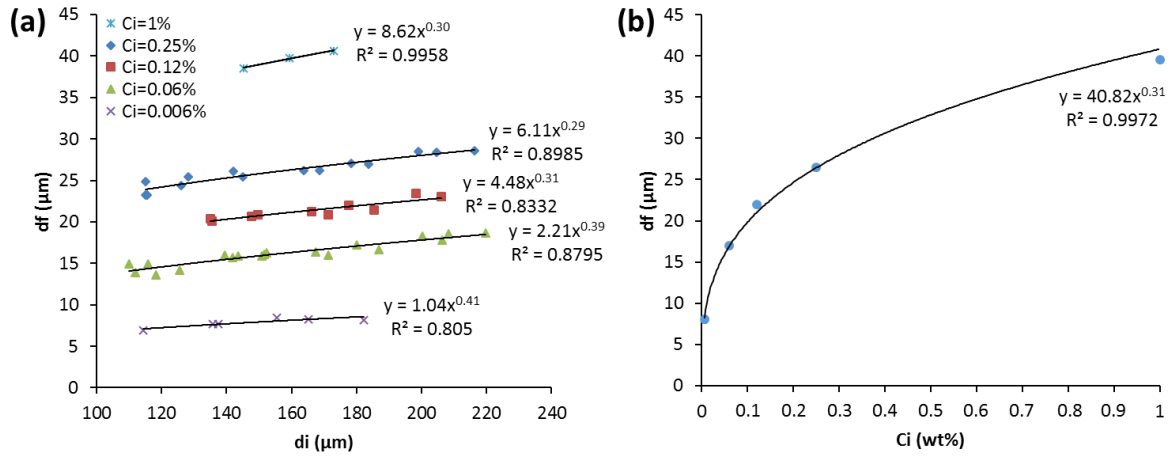 (a)
45
40
35
30
25
20
15
10
5
0
df (µm)
Ci=1%
Ci=0.25%
Ci=0.12%
Ci=0.06%
Ci=0.006%
y = 8.62x^0.30
R² = 0.9958
y = 6.11x^0.29
R² = 0.8985
y = 4.48x^0.31
R² = 0.8332
y = 2.21x^0.39
R² = 0.8795
y = 1.04x^0.41
R² = 0.805
100 120 140 160 180 200 220 240
di (µm)
(b)
45
40
35
30
25
20
15
10
5
0
df (µm)
y = 40.82x^0.31
R² = 0.9972
0 0.1 0.2 0.3 0.4 0.5 0.6 0.7 0.8 0.9 1
Ci (wt%)